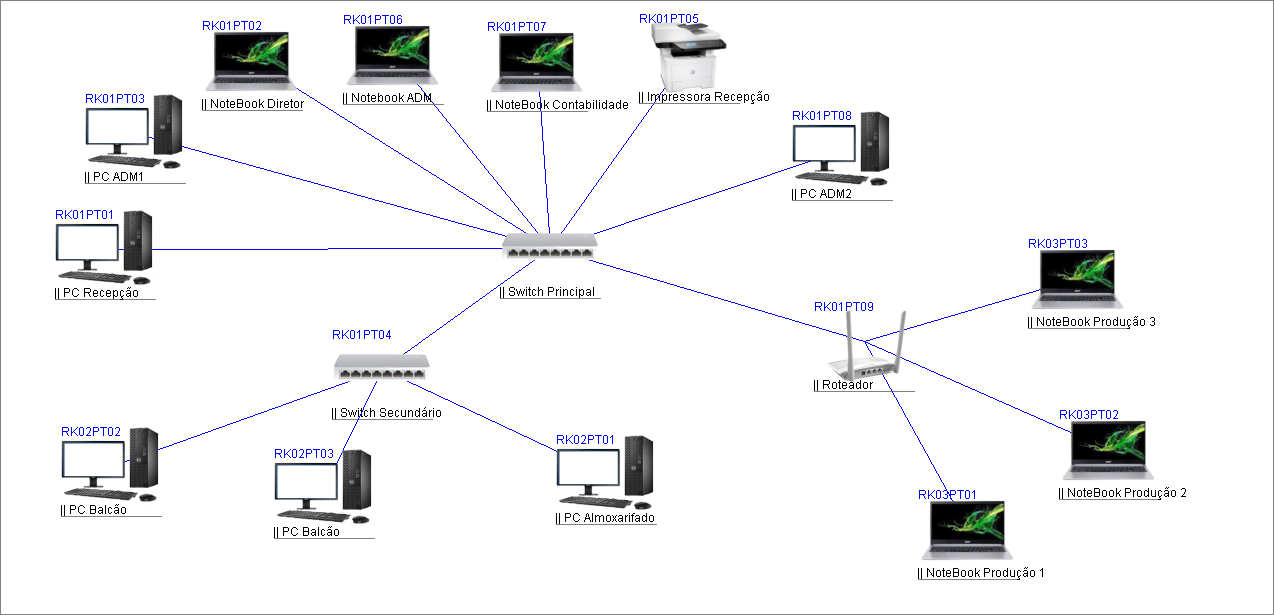 RK01PT02
|| NoteBook Diretor
RK01PT06
|| Notebook ADM
RK01PT07
|| NoteBook Contabilidade
RK01PT05
|| Impressora Recepção
RK01PT03
|| PC ADM1
RK01PT08
|| PC ADM2
RK01PT01
|| PC Recepção
|| Switch Principal
RK03PT03
|| NoteBook Produção 3
RK01PT09
|| Roteador
RK01PT04
|| Switch Secundário
RK02PT02
|| PC Balcão
RK02PT03
|| PC Balcão
RK02PT01
|| PC Almoxarifado
RK03PT02
|| NoteBook Produção 2
RK03PT01
|| NoteBook Produção 1